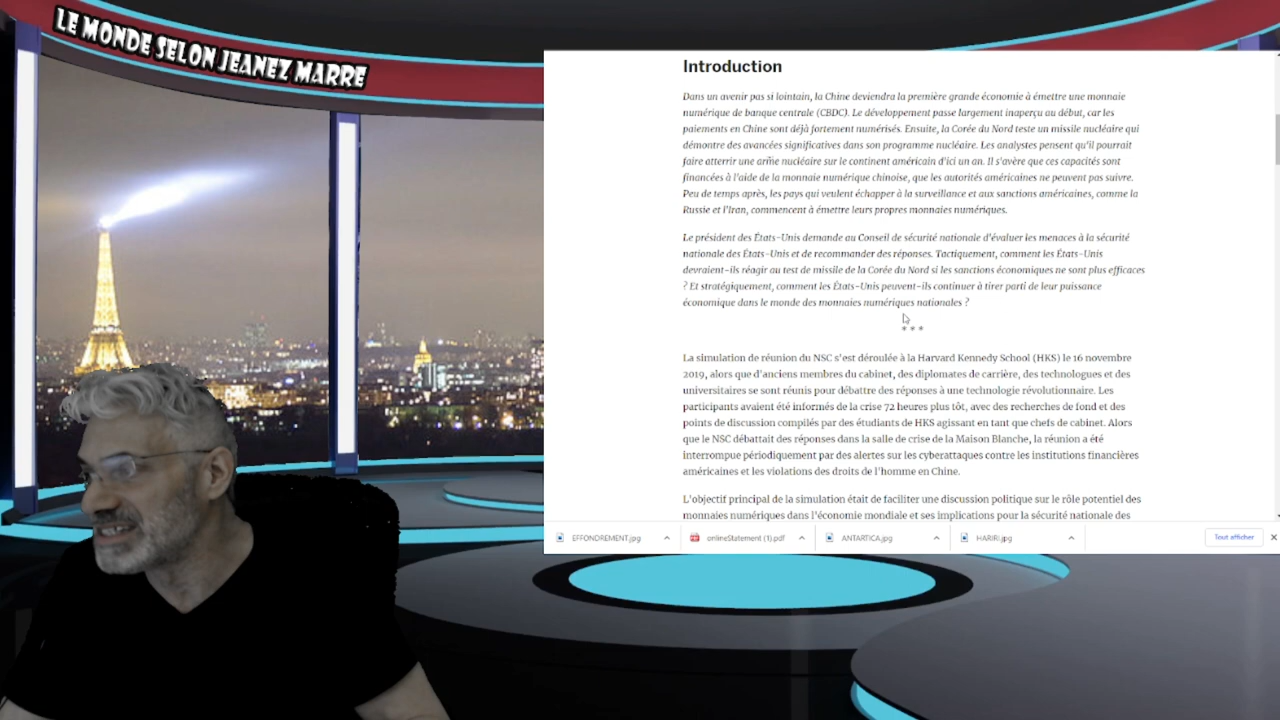 LE MONDE SELON JEANEZ MARRE
Introduction
Dans un avenir pas si lointain, la Chine deviendra la première grande économie à émettre une monnaie
numérique de banque centrale (CBDC). Le développement passe largement inaperçu au début, car les
paiements en Chine sont déjà fortement numérisés. Ensuite, la Corée du Nord teste un missile nucléaire qui
démontre des avancées significatives dans son programme nucléaire. Les analystes pensent qu'il pourrait
faire atterrir une arme nucléaire sur le continent américain d'ici un an. Il s'avère que ces capacités sont
financées à l'aide de la monnaie numérique chinoise, que les autorités américaines ne peuvent pas suivre.
Peu de temps après, les pays qui veulent échapper à la surveillance et aux sanctions américaines, comme la
Russie et l'Iran, commencent à émettre leurs propres monnaies numériques.
Le président des États-Unis demande au Conseil de sécurité nationale d'évaluer les menaces à la sécurité
nationale des États-Unis et de recommander des réponses. Tactiquement, comment les États-Unis
devraient-ils réagir au test de missile de la Corée du Nord si les sanctions économiques ne sont plus efficaces
? Et stratégiquement, comment les États-Unis peuvent-ils continuer à tirer parti de leur puissance
économique dans le monde des monnaies numériques nationales ?
* * *
La simulation de réunion du NSC s'est déroulée à la Harvard Kennedy School (HKS) le 16 novembre
2019, alors que d'anciens membres du cabinet, des diplomates de carrière, des technologues et des
universitaires se sont réunis pour débattre des réponses à une technologie révolutionnaire. Les
participants avaient été informés de la crise 72 heures plus tôt, avec des recherches de fond et des
points de discussion compilés par des étudiants de HKS agissant en tant que chefs de cabinet. Alors
que le NSC débattait des réponses dans la salle de crise de la Maison Blanche, la réunion a été
interrompue périodiquement par des alertes sur les cyberattaques contre les institutions financières
américaines et les violations des droits de l'homme en Chine.
L'objectif principal de la simulation était de faciliter une discussion politique sur le rôle potentiel des
monnaies numériques dans l'économie mondiale et ses implications pour la sécurité nationale des
EFFONDREMENT.jpg
onlineStatement (1).pdf
ANTARTICA.jpg
HARIRI.jpg
Tout afficher